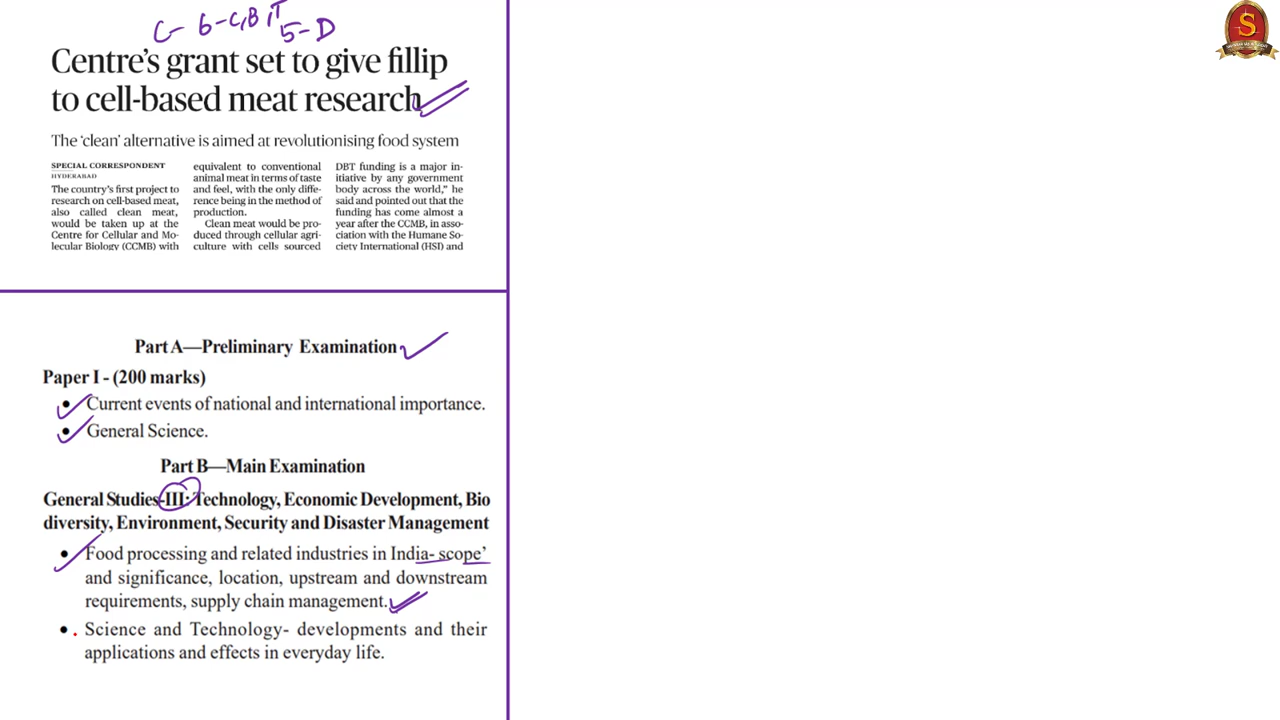 C- 6-C,B,T
5-D
Centre's grant set to give fillip
to cell-based meat research
The 'clean' alternative is aimed at revolutionising food system
SPECIAL CORRESPONDENT
HYDERABAD
The country's first project to
research on cell-based meat,
also called clean meat,
would be taken up at the
Centre for Cellular and Mo-
lecular Biology (CCMB) with
equivalent to conventional
animal meat in terms of taste
and feel, with the only diffe-
rence being in the method of
production.
Clean meat would be pro-
duced through cellular agri-
culture with cells sourced
DBT funding is a major in-
itiative by any government
body across the world," he
said and pointed out that the
funding has come almost a
year after the CCMB, in asso-
ciation with the Humane So-
ciety International (HSI) and
Part A—Preliminary Examination
Paper I - (200 marks)
• Current events of national and international importance.
• General Science.
Part B—Main Examination
General Studies-III: Technology, Economic Development, Bio
diversity, Environment, Security and Disaster Management
• Food processing and related industries in India- scope'
and significance, location, upstream and downstream
requirements, supply chain management.
• . Science and Technology- developments and their
applications and effects in everyday life.
S